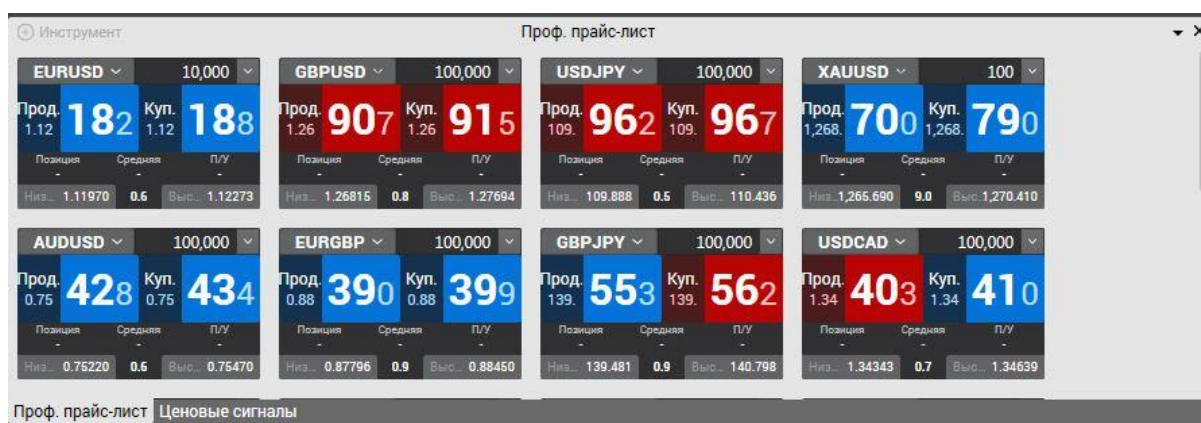 Инструмент Проф. прайс-лист
EURUSD 10,000 GBPUSD 100,000 USDJPY 100,000 XAUUSD 100
Прод. 1.12 182 Куп. 1.12 188 Прод. 1.26 907 Куп. 1.26 915 Прод. 109. 962 Куп. 109. 967 Прод. 1,268. 700 Куп. 1,268. 790
Позиция Средняя П/У Позиция Средняя П/У Позиция Средняя П/У Позиция Средняя П/У
- - - - - - - - - - - -
Низ... 1.11970 0.6 Выс... 1.12273 Низ... 1.26815 0.8 Выс... 1.27694 Низ... 109.888 0.5 Выс... 110.436 Низ...1,265.690 9.0 Выс...1,270.410
AUDUSD 100,000 EURGBP 100,000 GBPJPY 100,000 USDCAD 100,000
Прод. 0.75 428 Куп. 0.75 434 Прод. 0.88 390 Куп. 0.88 399 Прод. 139. 553 Куп. 139. 562 Прод. 1.34 403 Куп. 1.34 410
Позиция Средняя П/У Позиция Средняя П/У Позиция Средняя П/У Позиция Средняя П/У
- - - - - - - - - - - -
Низ... 0.75220 0.6 Выс... 0.75470 Низ... 0.87796 0.9 Выс... 0.88450 Низ... 139.481 0.9 Выс... 140.798 Низ... 1.34343 0.7 Выс... 1.34639
Проф. прайс-лист Ценовые сигналы